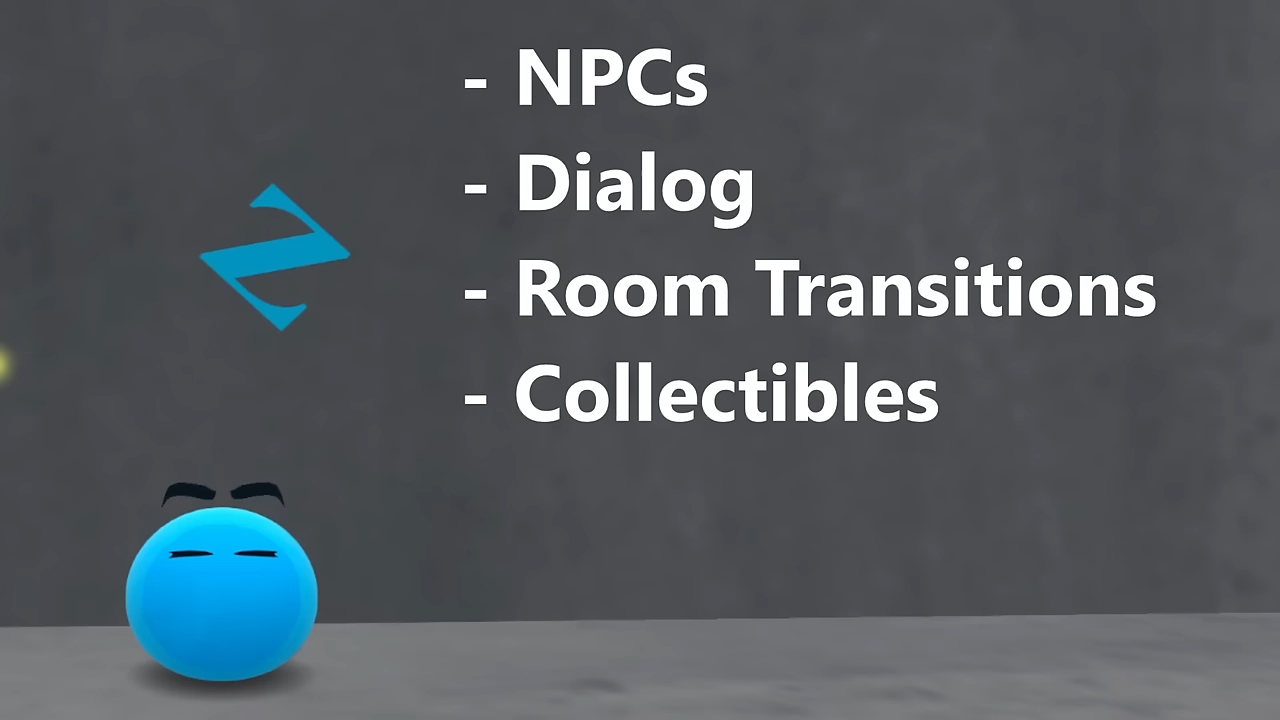 - NPCs
- Dialog
- Room Transitions
- Collectibles